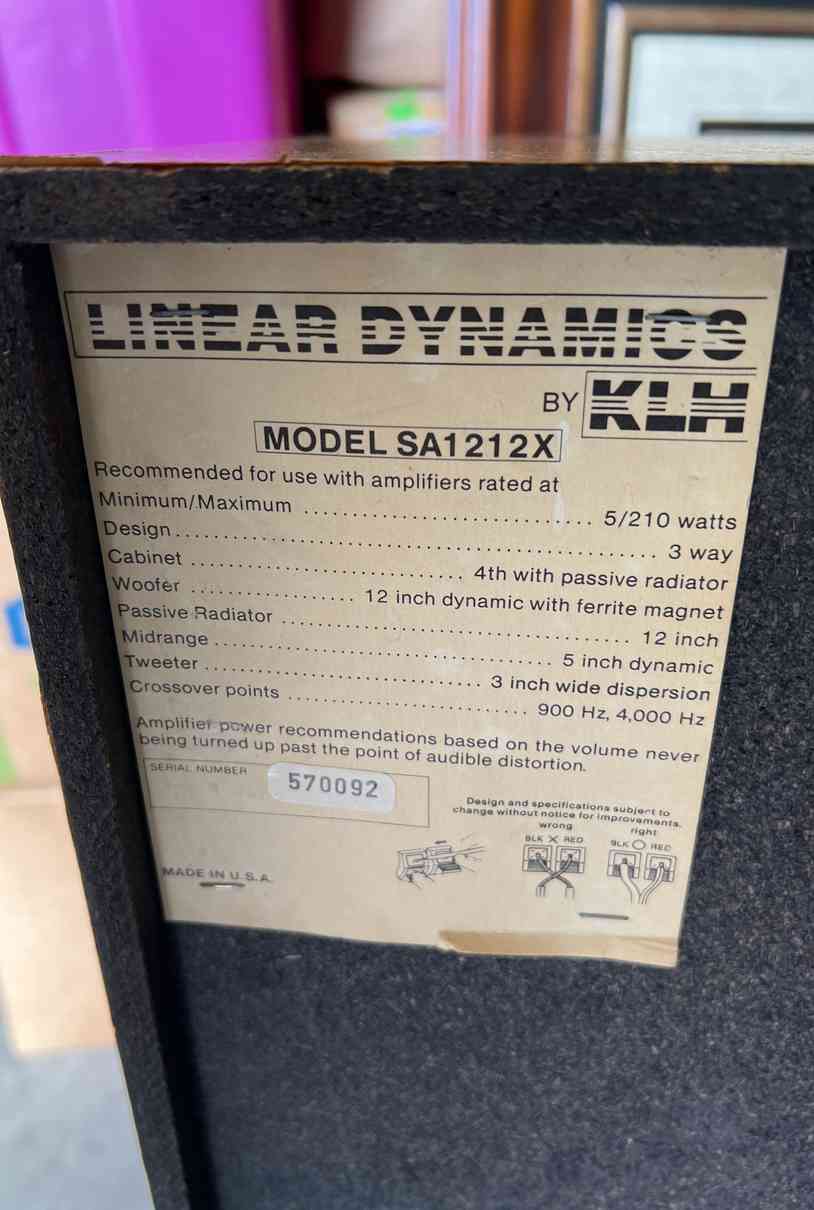 LINEAR DYNAMICS
BY KLH
MODEL SA1212X
Recommended for use with amplifiers rated at
Minimum/Maximum ............................ 5/210 watts
Design ................................................ 3 way
Cabinet ........................... 4th with passive radiator
Woofer ................ 12 inch dynamic with ferrite magnet
Passive Radiator .................................. 12 inch
Midrange .................................. 5 inch dynamic
Tweeter ........................... 3 inch wide dispersion
Crossover points ........................ 900 Hz, 4,000 Hz
Amplifier power recommendations based on the volume never
being turned up past the point of audible distortion.
SERIAL NUMBER 570092
Design and specifications subject to
change without notice for improvements.
wrong right
BLK X RED BLK O RED
MADE IN U.S.A.